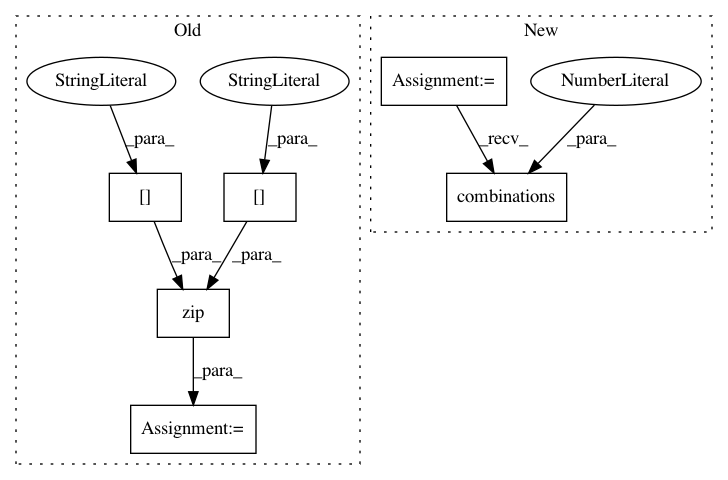 Old
New
StringLiteral
StringLiteral
Assignment:=
NumberLiteral
_para_
_para_
_recv_
_para_
[]
[]
combinations
_para_
_para_
zip
_para_
Assignment:=